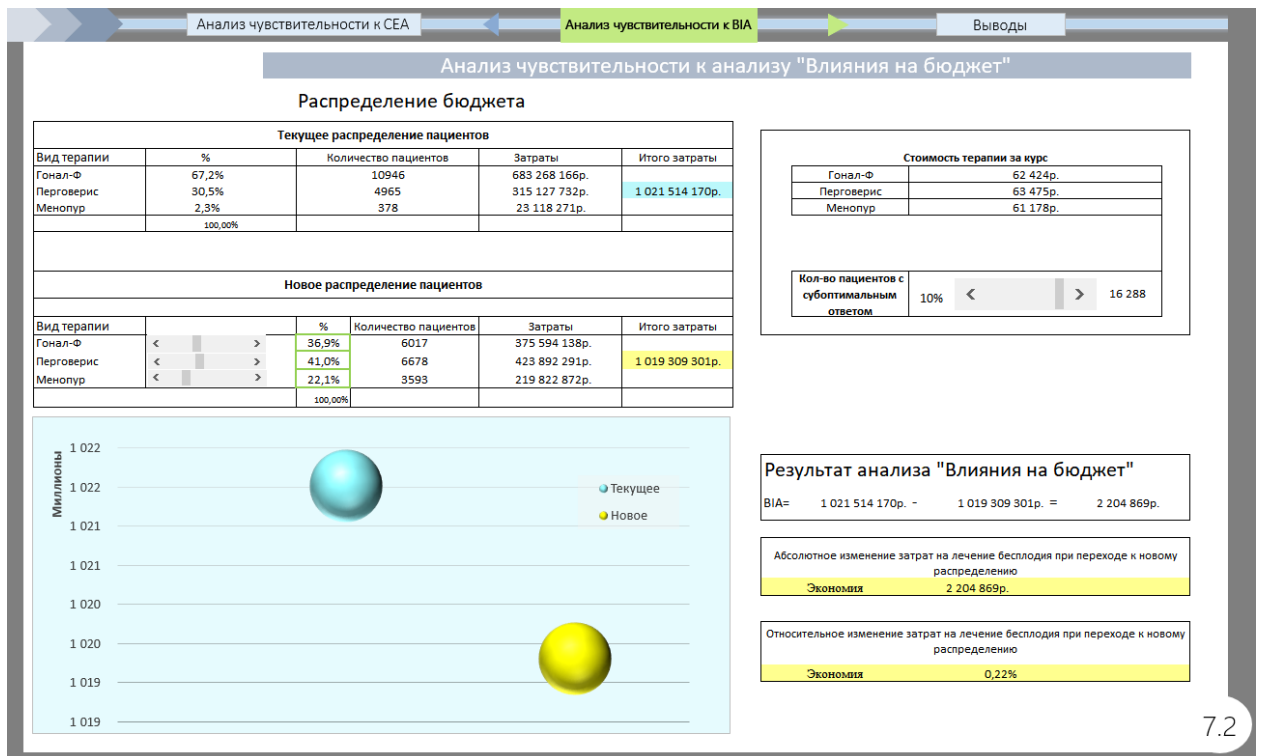 Анализ чувствительности к CEA
Анализ чувствительности к BIA
Выводы
Анализ чувствительности к анализу "Влияния на бюджет"
Распределение бюджета
Текущее распределение пациентов
Вид терапии % Количество пациентов Затраты Итого затраты
Гонал-Ф 67,2% 10946 683 268 166р.
Перговерис 30,5% 4965 315 127 732р. 1 021 514 170р.
Менопур 2,3% 378 23 118 271р.
100,00%
Новое распределение пациентов
Вид терапии % Количество пациентов Затраты Итого затраты
Гонал-Ф 36,9% 6017 375 594 138р.
Перговерис 41,0% 6678 423 892 291р. 1 019 309 301р.
Менопур 22,1% 3593 219 822 872р.
100,00%
Стоимость терапии за курс
Гонал-Ф 62 424р.
Перговерис 63 475р.
Менопур 61 178р.
Кол-во пациентов с
субоптимальным
ответом
10% 16 288
Миллионы
1 022
1 022
1 021
1 021
1 020
1 020
1 019
1 019
Текущее
Новое
Результат анализа "Влияния на бюджет"
BIA= 1 021 514 170р. - 1 019 309 301р. = 2 204 869р.
Абсолютное изменение затрат на лечение бесплодия при переходе к новому
распределению
Экономия 2 204 869р.
Относительное изменение затрат на лечение бесплодия при переходе к новому
распределению
Экономия 0,22%
7.2